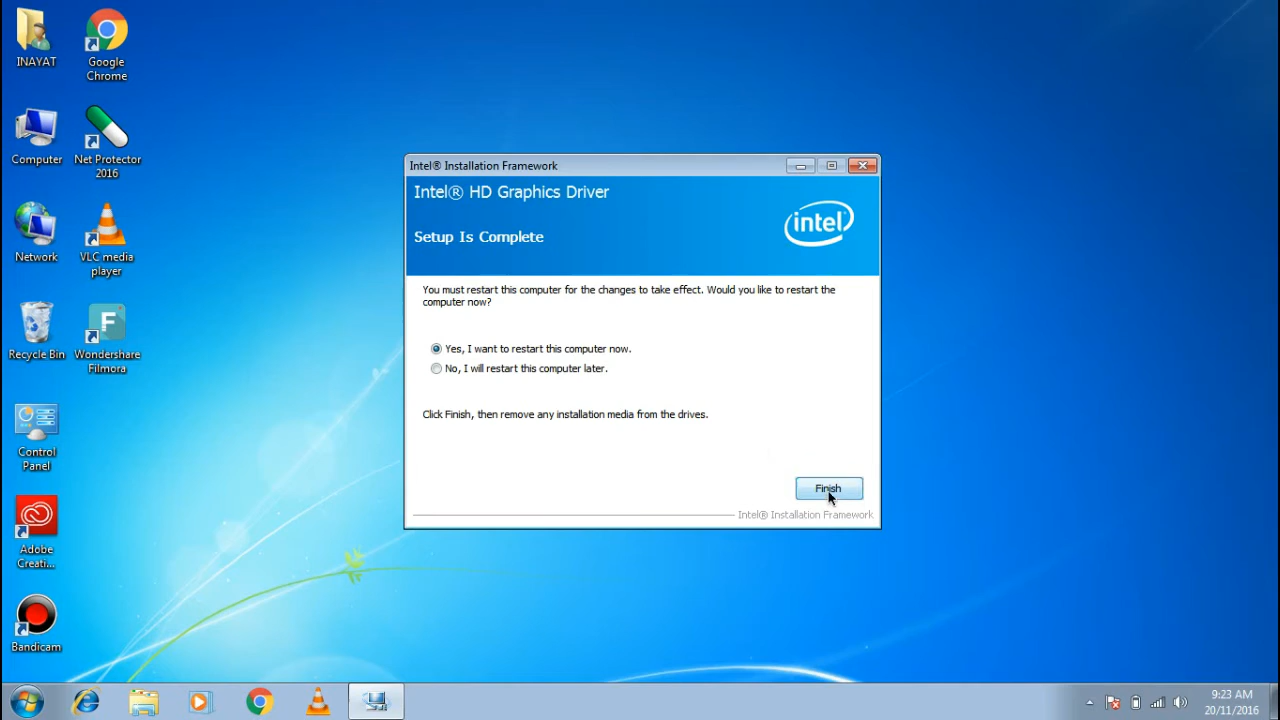 INAYAT
Google
Chrome
Computer
Net Protector
2016
Network
VLC media
player
Recycle Bin
Wondershare
Filmora
Control
Panel
Adobe
Creati...
Bandicam
Intel® Installation Framework
Intel® HD Graphics Driver
Setup Is Complete
intel
You must restart this computer for the changes to take effect. Would you like to restart the
computer now?
Yes, I want to restart this computer now.
No, I will restart this computer later.
Click Finish, then remove any installation media from the drives.
Finish
Intel® Installation Framework
9:23 AM
20/11/2016